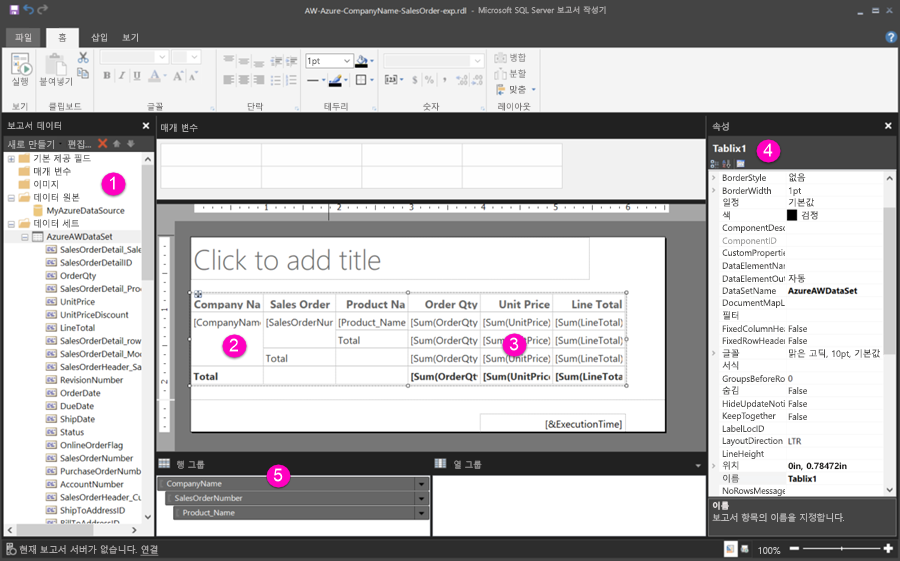 AW-Azure-CompanyName-SalesOrder-exp.rdl - Microsoft SQL Server 보고서 작성기
파일 홈 삽입 보기
실행
보기
붙여넣기
클립보드
글꼴
단락
1pt
테두리
숫자
병합
분할
맞춤
레이아웃
보고서 데이터
새로 만들기 편집...
기본 제공 필드
매개 변수
이미지
데이터 원본
MyAzureDataSource
데이터 세트
AzureAWDataSet
SalesOrderDetail_Sale
SalesOrderDetailID
OrderQty
SalesOrderDetail_Proc
UnitPrice
UnitPriceDiscount
LineTotal
SalesOrderDetail_row
SalesOrderDetail_Mod
SalesOrderHeader_Sa
RevisionNumber
OrderDate
DueDate
ShipDate
Status
OnlineOrderFlag
SalesOrderNumber
PurchaseOrderNumb
AccountNumber
SalesOrderHeader_Cu
ShipToAddressID
BillToAddressID
1
매개 변수
1 2 3 4 5 6
Click to add title
Company Na Sales Order Product Na Order Qty Unit Price Line Total
[CompanyName [SalesOrderNur [Product_Name [Sum(OrderQty [Sum(UnitPrice)] [Sum(LineTotal)]
Total [Sum(OrderQty [Sum(UnitPrice)] [Sum(LineTotal)]
Total [Sum(OrderQty [Sum(UnitPrice)] [Sum(LineTotal)]
Total [Sum(OrderQt [Sum(UnitPric [Sum(LineTota
2
3
[&ExecutionTime]
행 그룹
5
열 그룹
CompanyName
SalesOrderNumber
Product_Name
속성
Tablix1
4
BorderStyle 없음
BorderWidth 1pt
일정 기본값
색 검정
ComponentDesc
ComponentID
CustomProperties
DataElementName
DataElementOut 자동
DataSetName AzureAWDataSet
DocumentMapL
필터
FixedColumnHea False
FixedRowHeader False
글꼴 맑은 고딕, 10pt, 기본값
서식
GroupsBeforeRo 0
숨김 False
HideUpdateNoti False
KeepTogether False
LabelLocID
LayoutDirection LTR
LineHeight
위치 0in, 0.78472in
이름 Tablix1
NoRowsMessage
이름
보고서 항목의 이름을 지정합니다.
현재 보고서 서버가 없습니다. 연결
100%